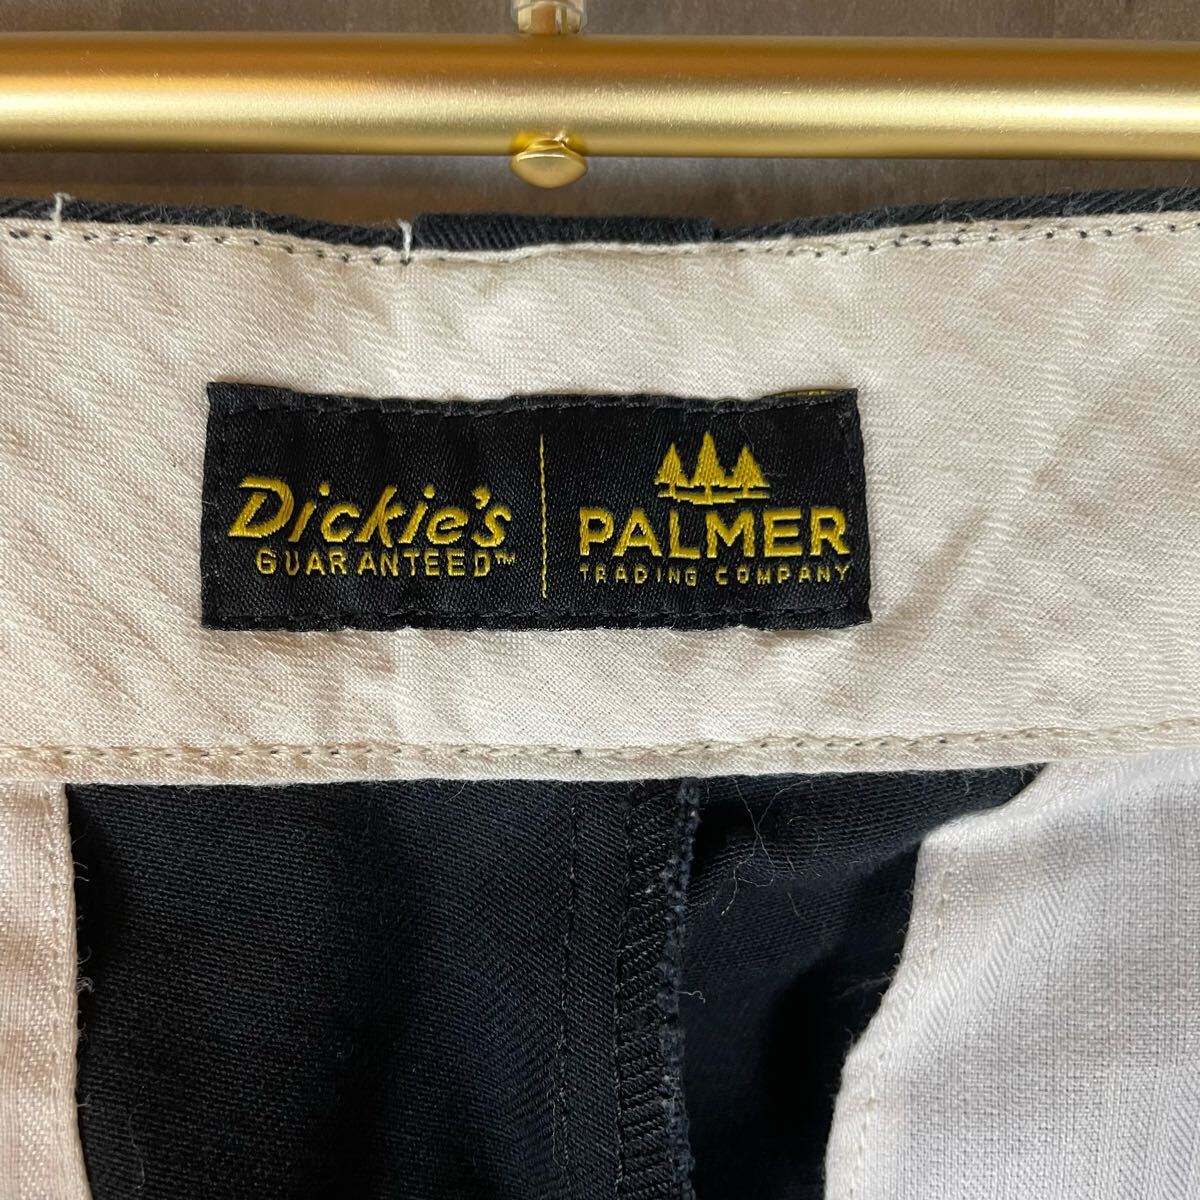 Dickie's
GUARANTEED™
PALMER
TRADING COMPANY